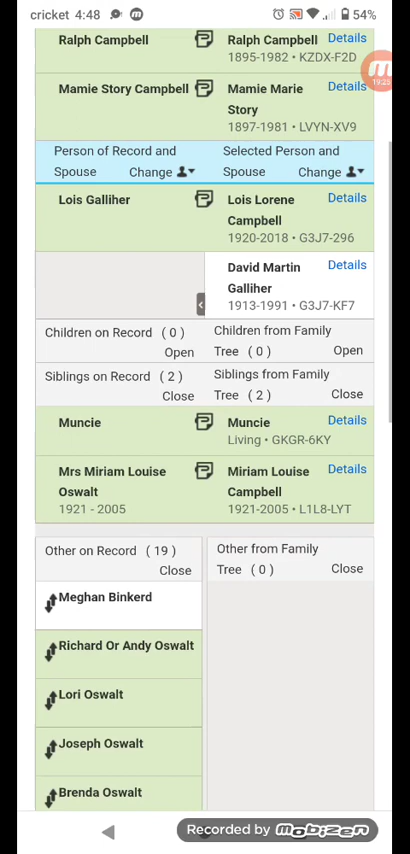 cricket 4:48 54%
Ralph Campbell Ralph Campbell Details
1895-1982 • KZDX-F2D
19:25
Mamie Story Campbell Mamie Marie Details
Story
1897-1981 • LVYN-XV9
Person of Record and Selected Person and
Spouse Change Spouse Change
Lois Galliher Lois Lorene Details
Campbell
1920-2018 • G3J7-296
David Martin Details
Galliher
1913-1991 • G3J7-KF7
Children on Record ( 0 ) Children from Family
Open Tree ( 0 ) Open
Siblings on Record ( 2 ) Siblings from Family
Close Tree ( 2 ) Close
Muncie Muncie Details
Living • GKGR-6KY
Mrs Miriam Louise Miriam Louise Details
Oswalt Campbell
1921 - 2005 1921-2005 • L1L8-LYT
Other on Record ( 19 ) Other from Family
Close Tree ( 0 ) Close
Meghan Binkerd
Richard Or Andy Oswalt
Lori Oswalt
Joseph Oswalt
Brenda Oswalt
Recorded by mobizen